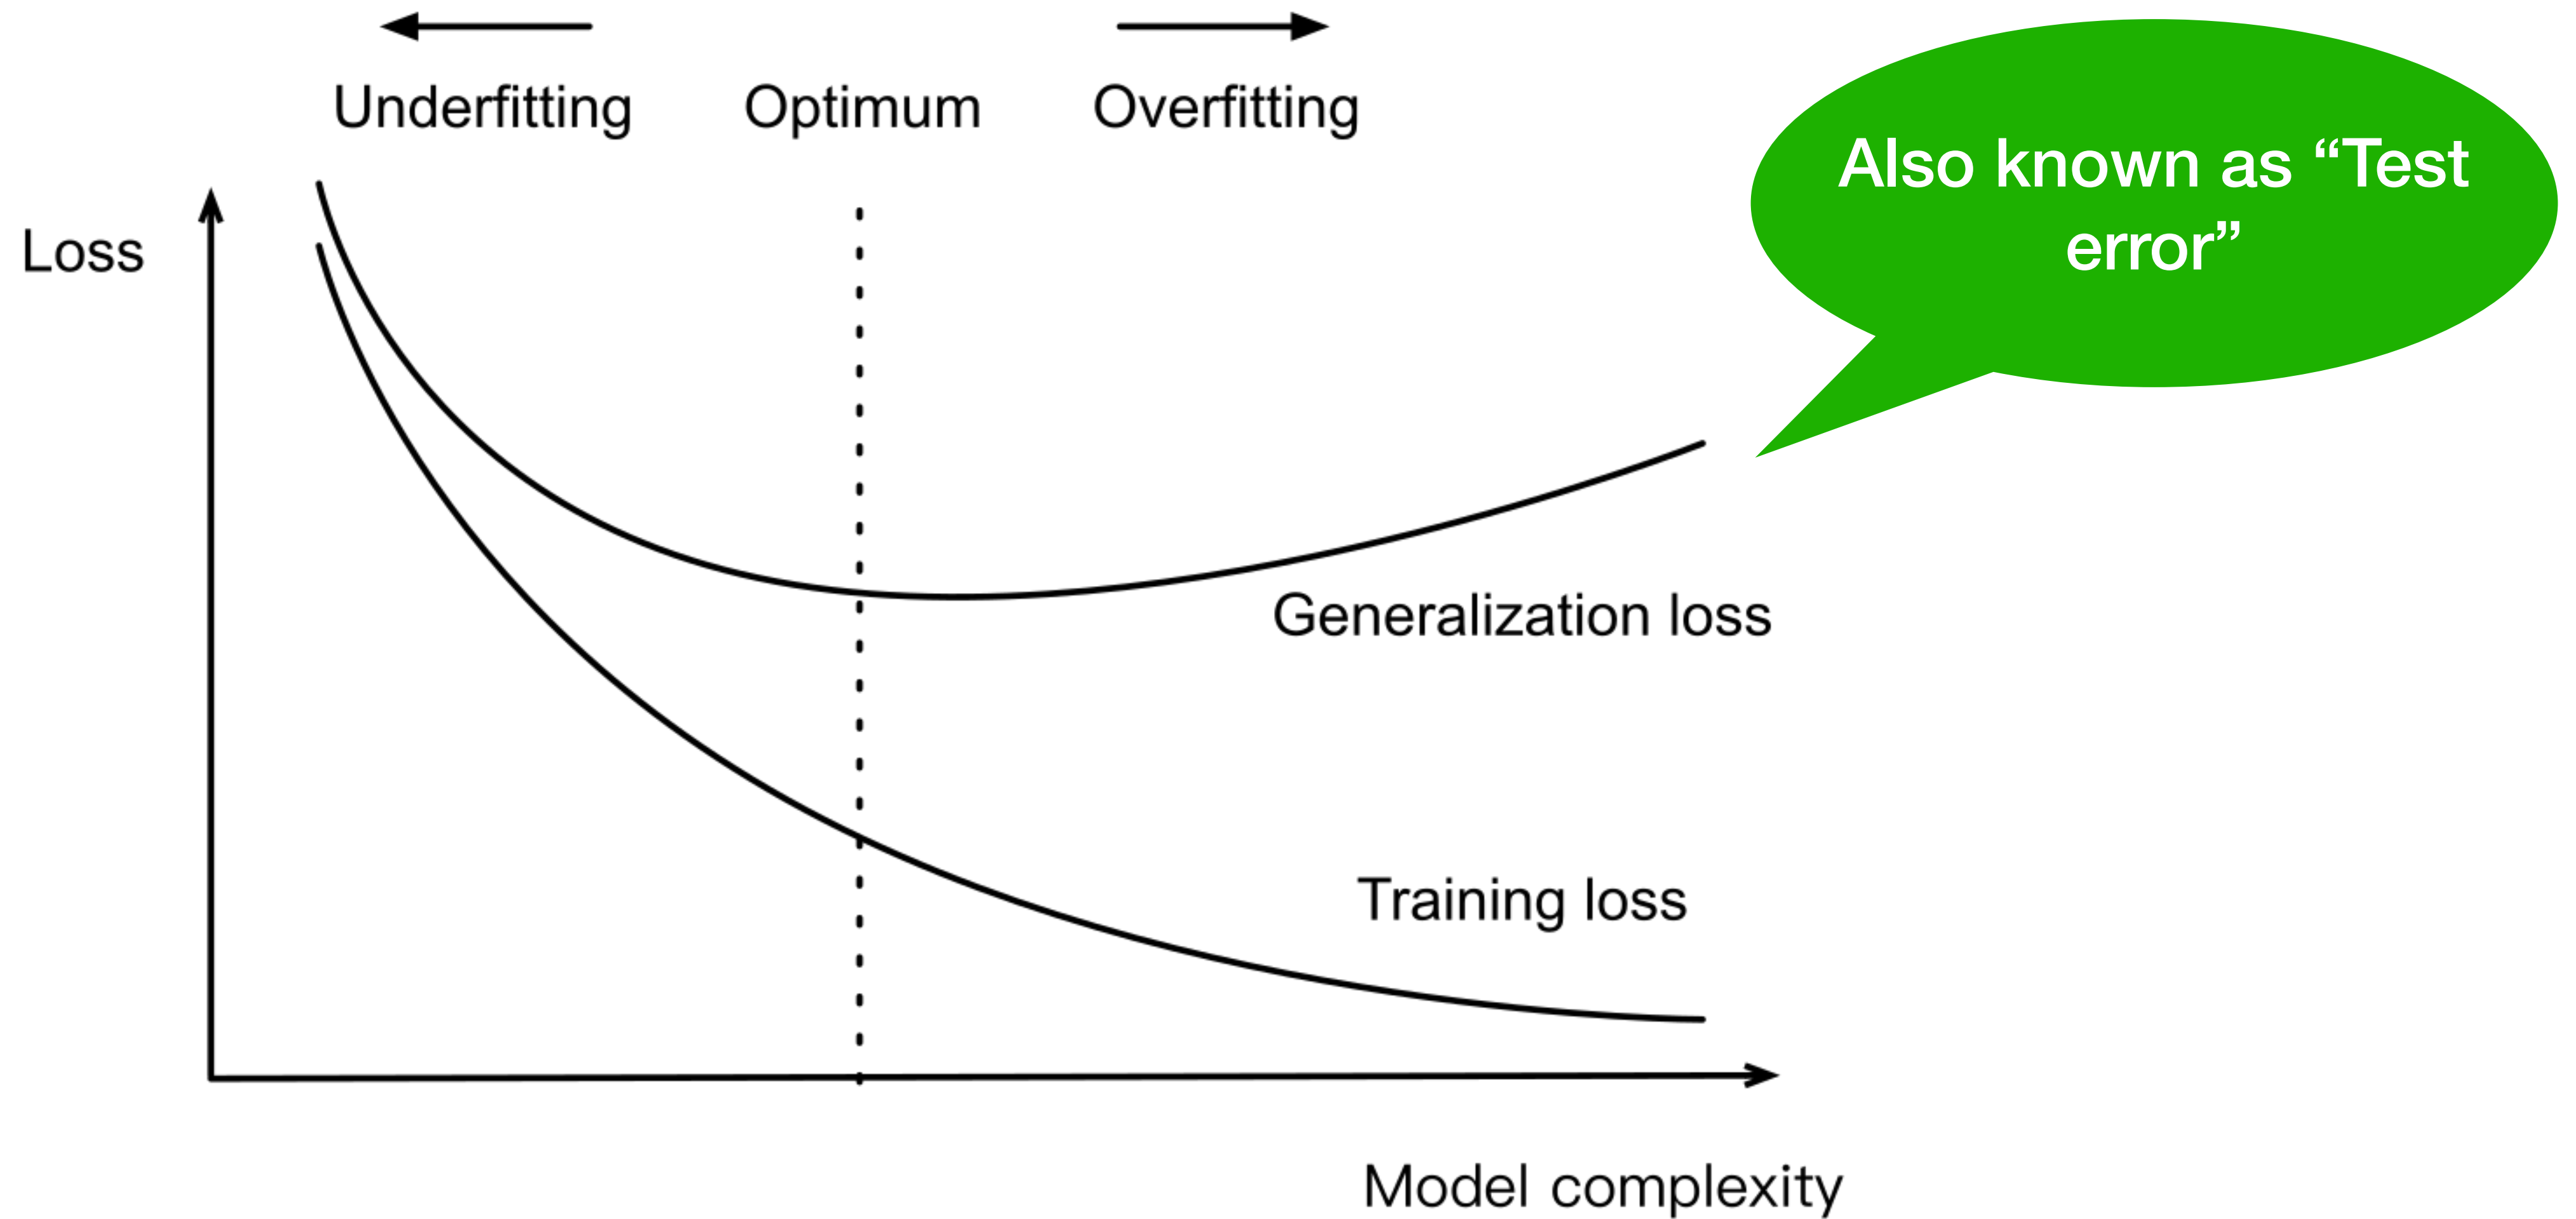 Underfitting
Optimum
Overfitting
Also known as “Test
error”
Loss
Generalization loss
Training loss
Model complexity